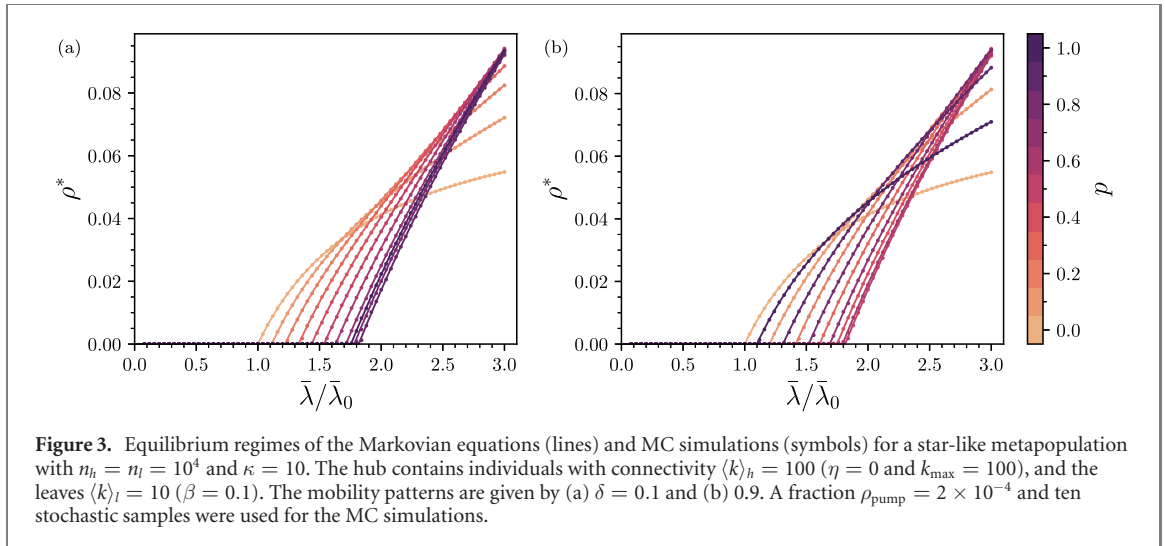 (a)
0.08
0.06
0.04
0.02
0.00
ρ*
0.0 0.5 1.0 1.5 2.0 2.5 3.0
λ̄/λ̄₀
(b)
0.08
0.06
0.04
0.02
0.00
ρ*
0.0 0.5 1.0 1.5 2.0 2.5 3.0
λ̄/λ̄₀
1.0
0.8
0.6
0.4
0.2
0.0
p
Figure 3. Equilibrium regimes of the Markovian equations (lines) and MC simulations (symbols) for a star-like metapopulation
with nₕ = nₗ = 10⁴ and κ = 10. The hub contains individuals with connectivity ⟨k⟩ₕ = 100 (η = 0 and kₘₐₓ = 100), and the
leaves ⟨k⟩ₗ = 10 (β = 0.1). The mobility patterns are given by (a) δ = 0.1 and (b) 0.9. A fraction ρ_pump = 2 × 10⁻⁴ and ten
stochastic samples were used for the MC simulations.